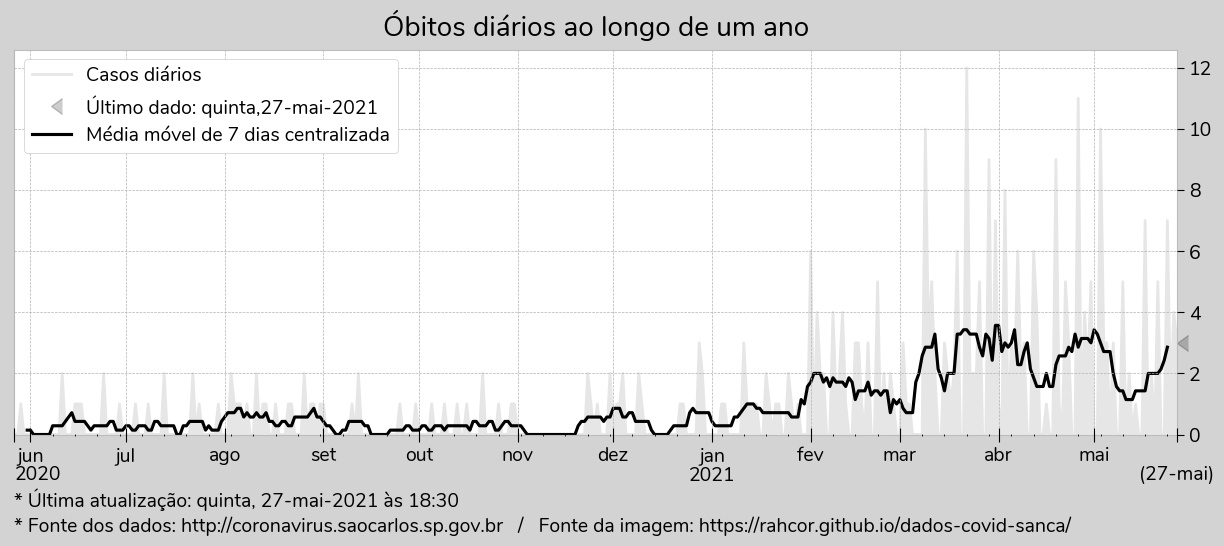 Óbitos diários ao longo de um ano
Casos diários
Último dado: quinta,27-mai-2021
Média móvel de 7 dias centralizada
12
10
8
6
4
2
0
jun jul ago set out nov dez jan fev mar abr mai
2020 2021 (27-mai)
* Última atualização: quinta, 27-mai-2021 às 18:30
* Fonte dos dados: http://coronavirus.saocarlos.sp.gov.br / Fonte da imagem: https://rahcor.github.io/dados-covid-sanca/